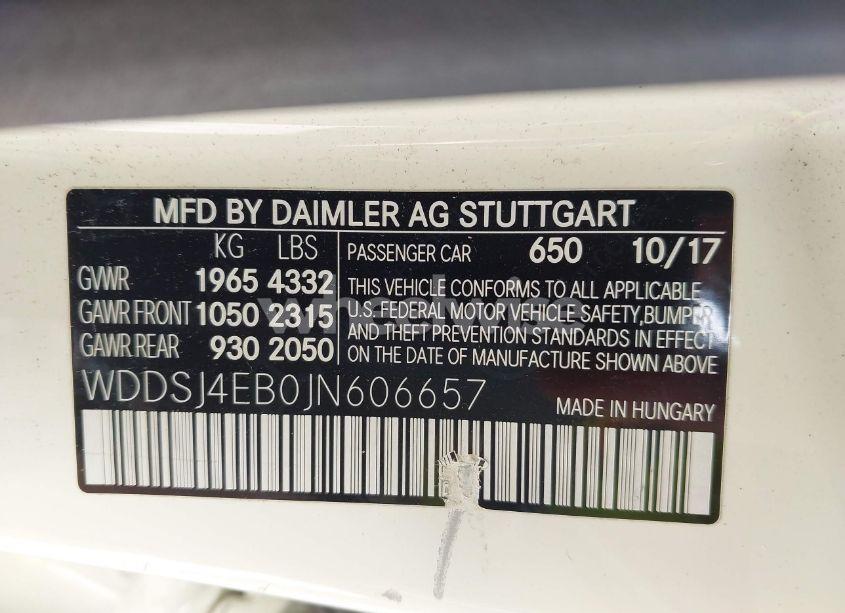 MFD BY DAIMLER AG STUTTGART
KG LBS
GVWR 1965 4332
GAWR FRONT 1050 2315
GAWR REAR 930 2050
PASSENGER CAR 650 10/17
THIS VEHICLE CONFORMS TO ALL APPLICABLE
U.S. FEDERAL MOTOR VEHICLE SAFETY,BUMPER
AND THEFT PREVENTION STANDARDS IN EFFECT
ON THE DATE OF MANUFACTURE SHOWN ABOVE
WDDSJ4EB0JN606657
MADE IN HUNGARY